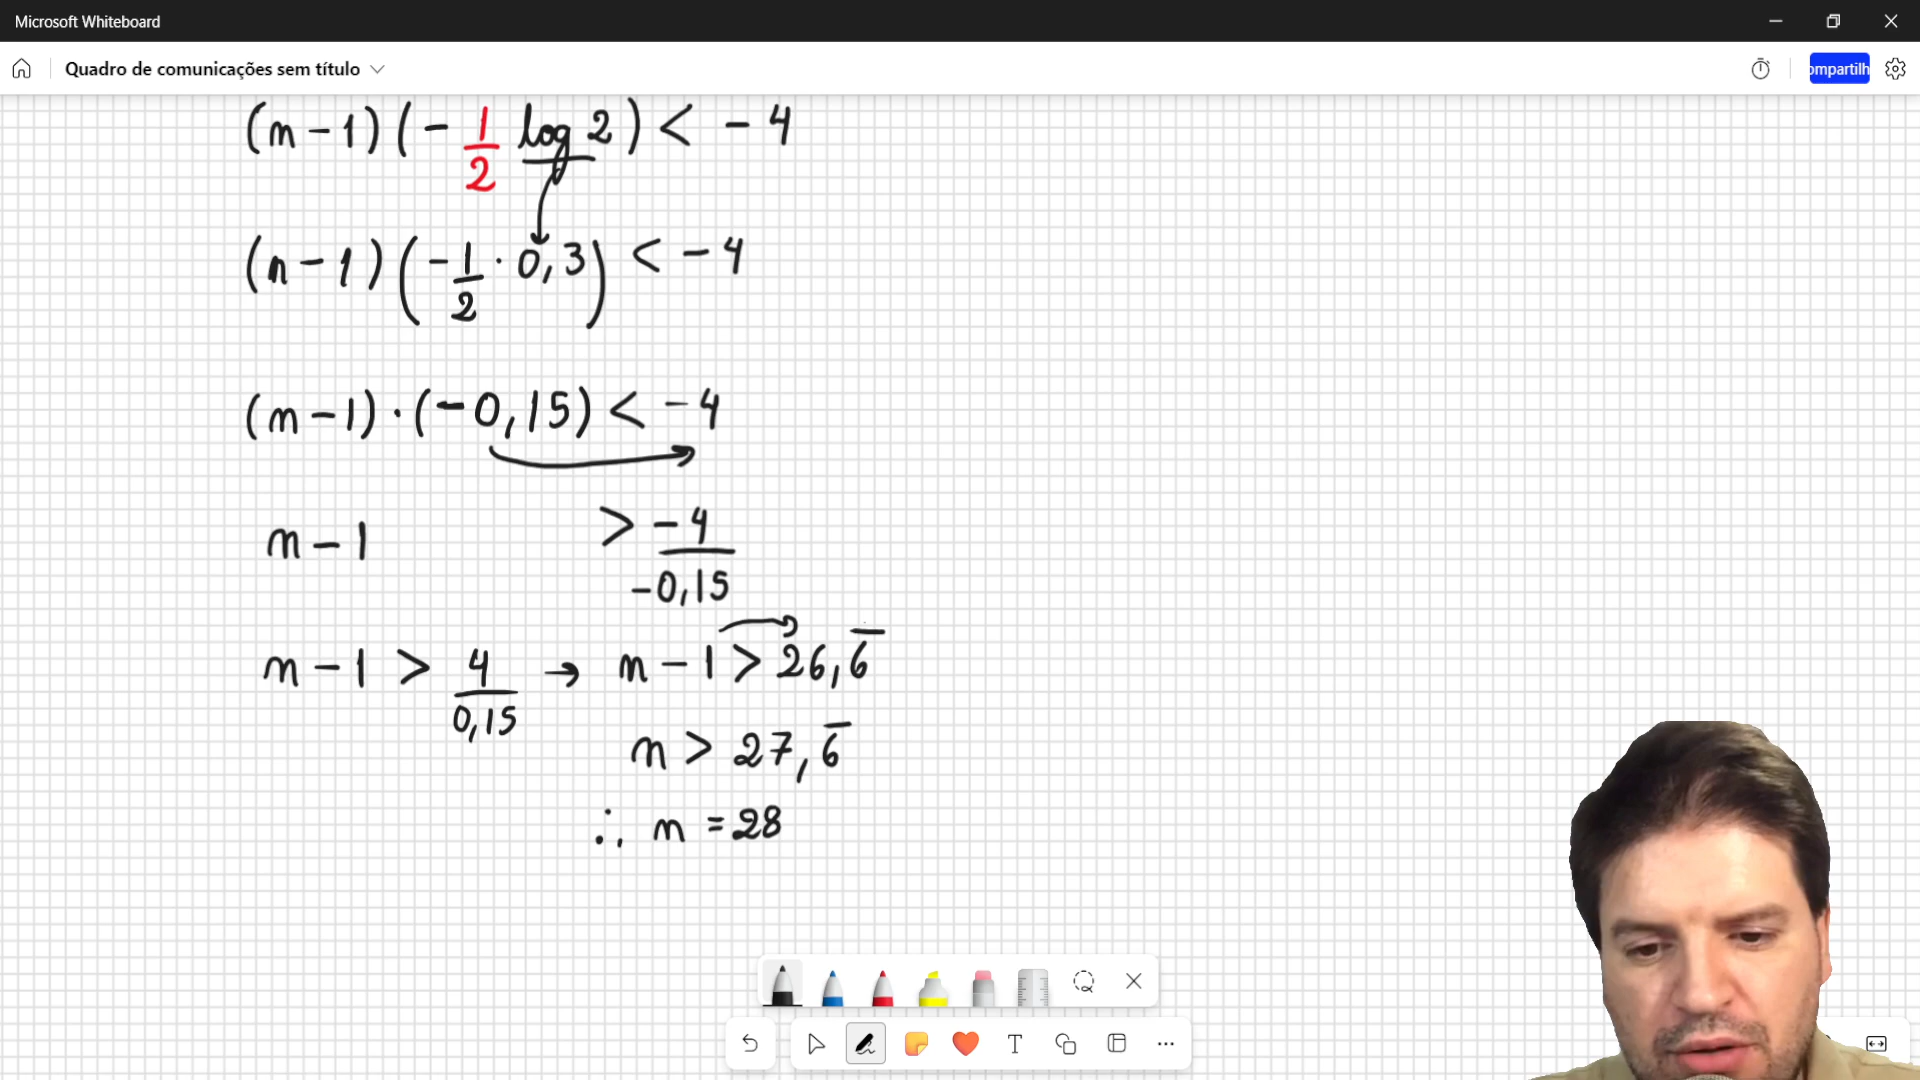 Microsoft Whiteboard
Quadro de comunicações sem título
ompartilh
(n-1)(-1/2 log 2) < -4
(n-1)(-1/2 · 0,3) < -4
(n-1)·(-0,15) < -4
n-1 > -4/-0,15
n-1 > 4/0,15 → n-1 > 26,6̅
n > 27,6̅
∴ n = 28